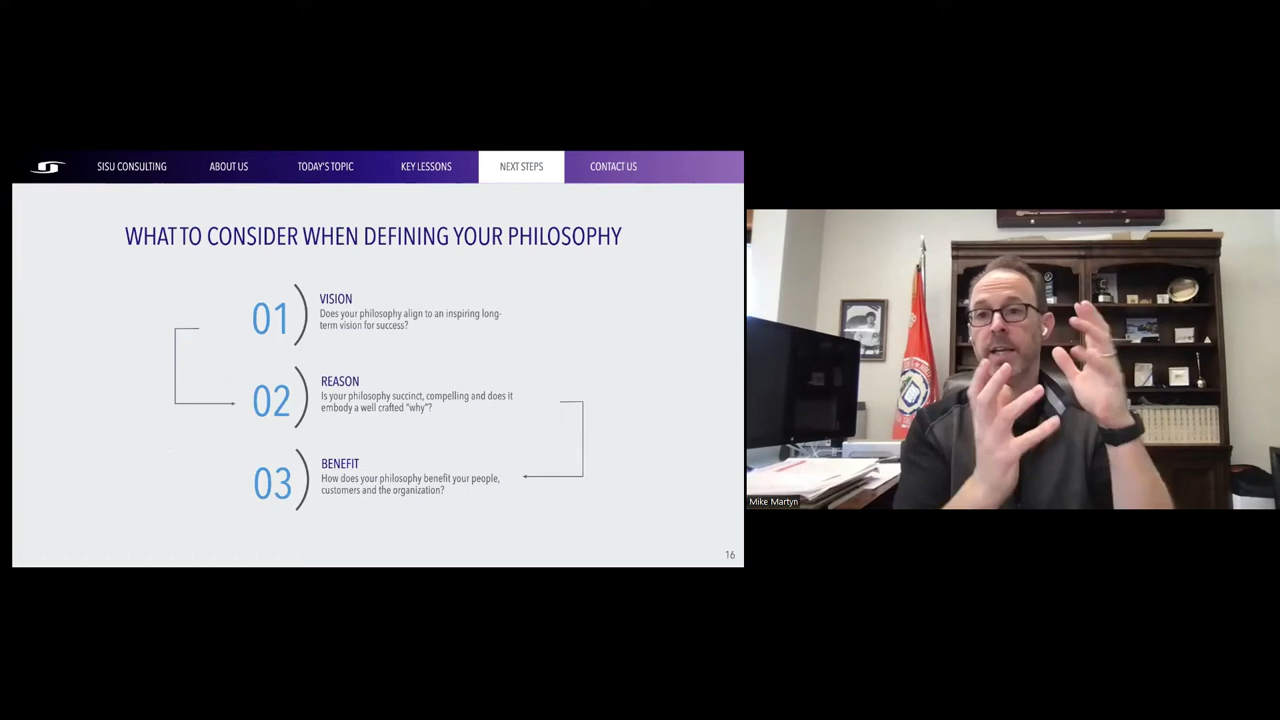 SISU CONSULTING
ABOUT US
TODAY'S TOPIC
KEY LESSONS
NEXT STEPS
CONTACT US
WHAT TO CONSIDER WHEN DEFINING YOUR PHILOSOPHY
01
VISION
Does your philosophy align to an inspiring long-
term vision for success?
02
REASON
Is your philosophy succinct, compelling and does it
embody a well crafted “why”?
03
BENEFIT
How does your philosophy benefit your people,
customers and the organization?
16
Mike Martyn